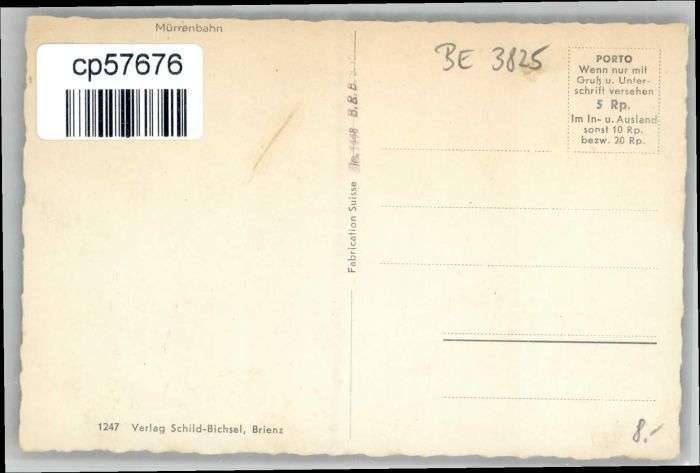 Mürrenbahn
cp57676
BE 3825
PORTO
Wenn nur mit
Gruß u. Unter-
schrift versehen
5 Rp.
Im In- u. Ausland
sonst 10 Rp.
bezw. 20 Rp.
Fabrication Suisse
B.R.B.
1247 Verlag Schild-Bichsel, Brienz
8.-